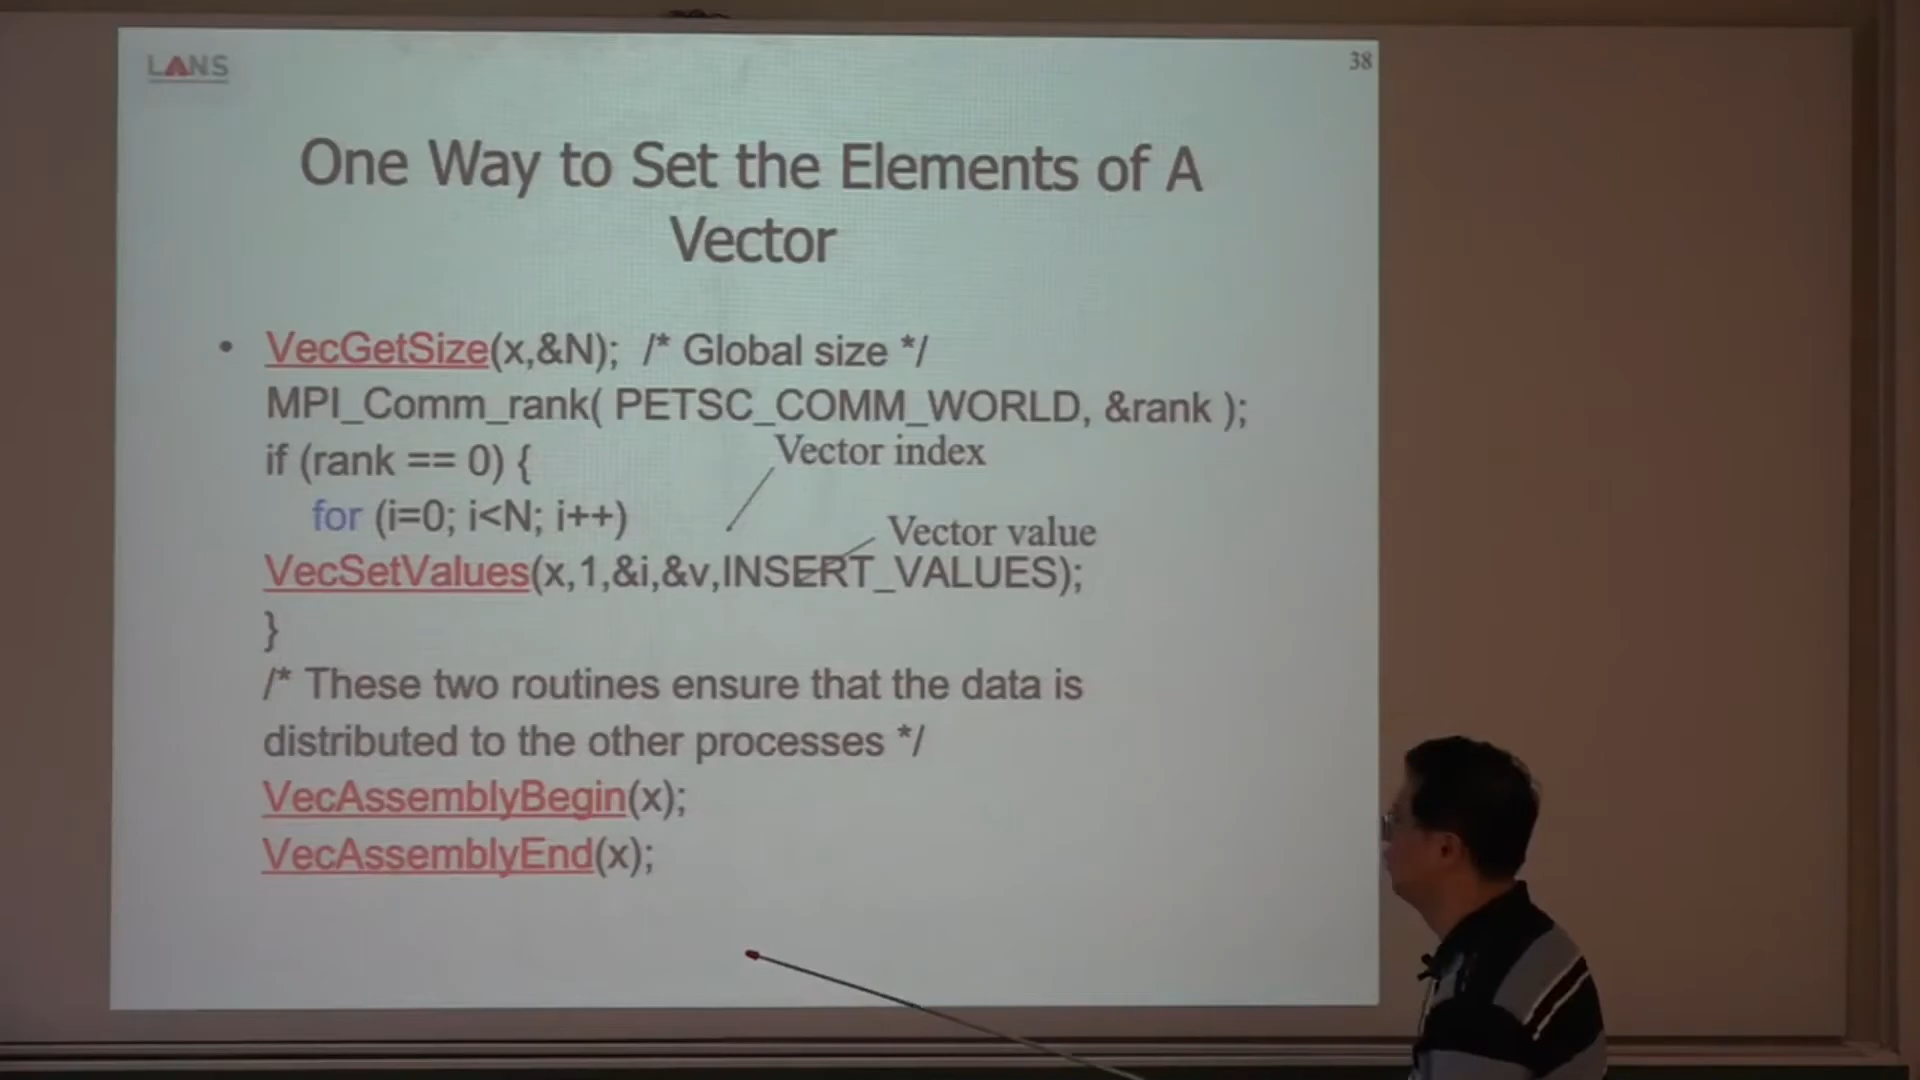 LANS
38
One Way to Set the Elements of A
Vector
• VecGetSize(x,&N); /* Global size */
MPI_Comm_rank( PETSC_COMM_WORLD, &rank );
if (rank == 0) {
Vector index
for (i=0; i<N; i++)
Vector value
VecSetValues(x,1,&i,&v,INSERT_VALUES);
}
/* These two routines ensure that the data is
distributed to the other processes */
VecAssemblyBegin(x);
VecAssemblyEnd(x);